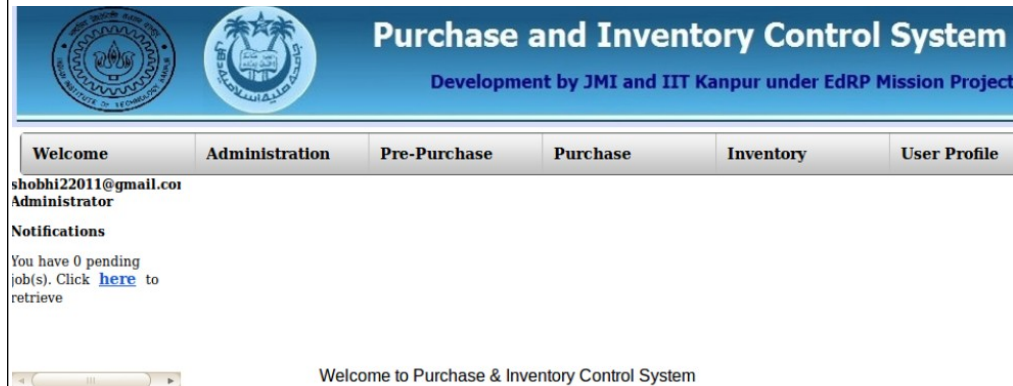 Purchase and Inventory Control System
Development by JMI and IIT Kanpur under EdRP Mission Project
Welcome Administration Pre-Purchase Purchase Inventory User Profile
shobhi22011@gmail.com
Administrator
Notifications
You have 0 pending
job(s). Click here to
retrieve
Welcome to Purchase & Inventory Control System